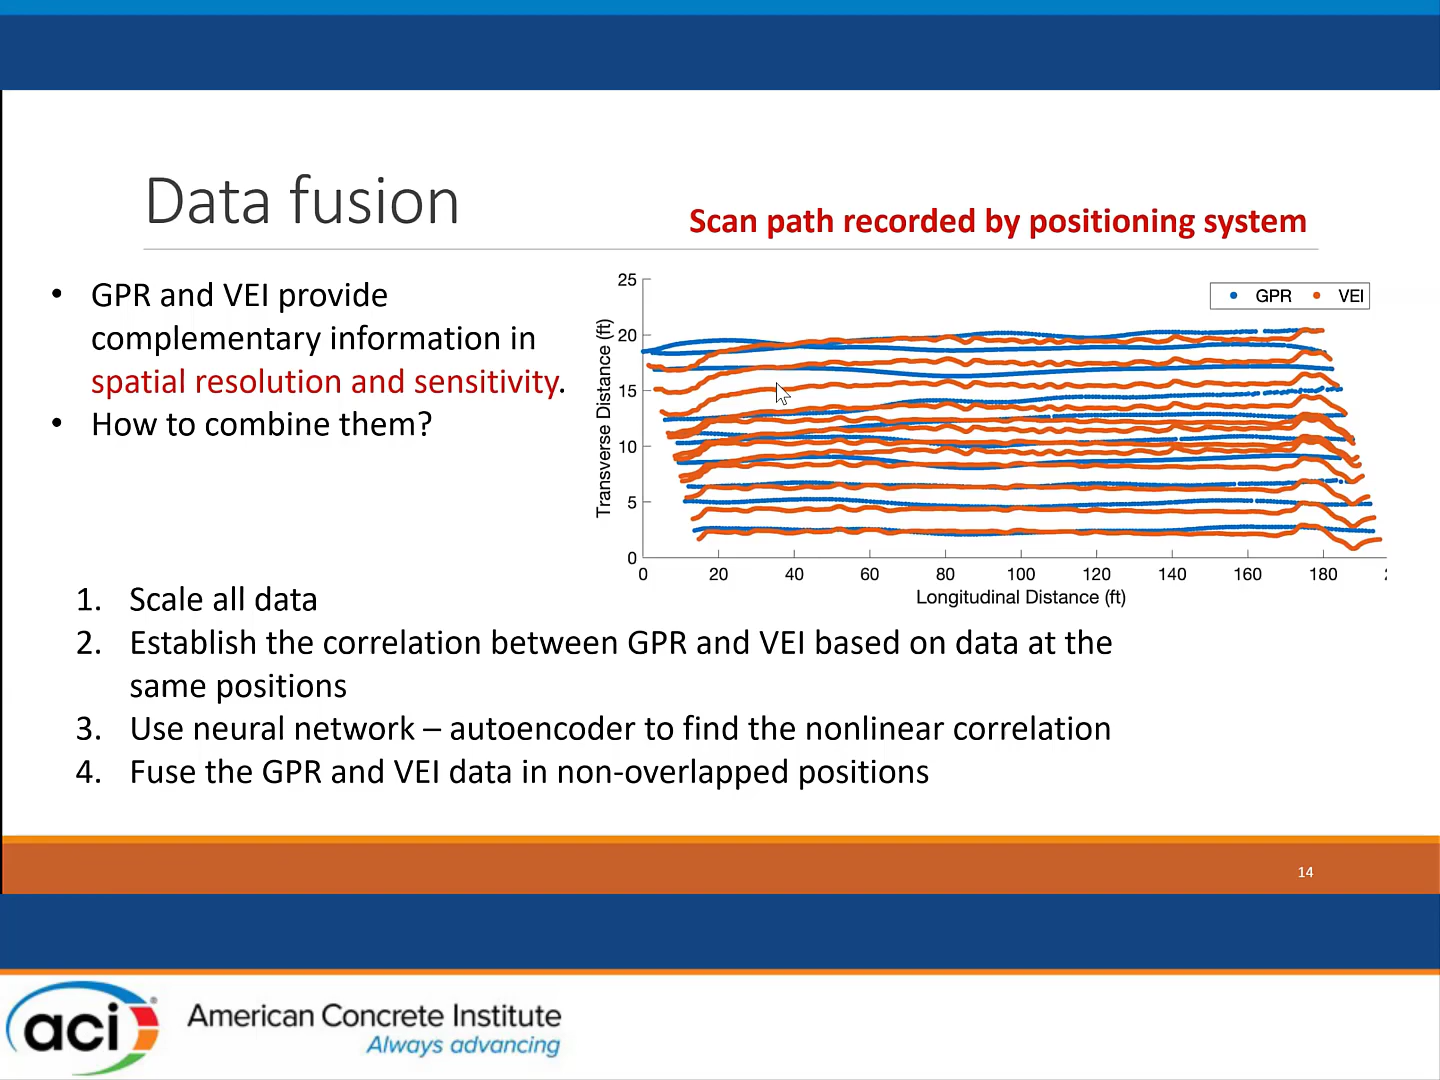 Data fusion
Scan path recorded by positioning system
• GPR and VEI provide
complementary information in
spatial resolution and sensitivity.
• How to combine them?
25
20
15
10
5
0
Transverse Distance (ft)
GPR VEI
0 20 40 60 80 100 120 140 160 180
Longitudinal Distance (ft)
1. Scale all data
2. Establish the correlation between GPR and VEI based on data at the
same positions
3. Use neural network – autoencoder to find the nonlinear correlation
4. Fuse the GPR and VEI data in non-overlapped positions
14
aci
American Concrete Institute
Always advancing